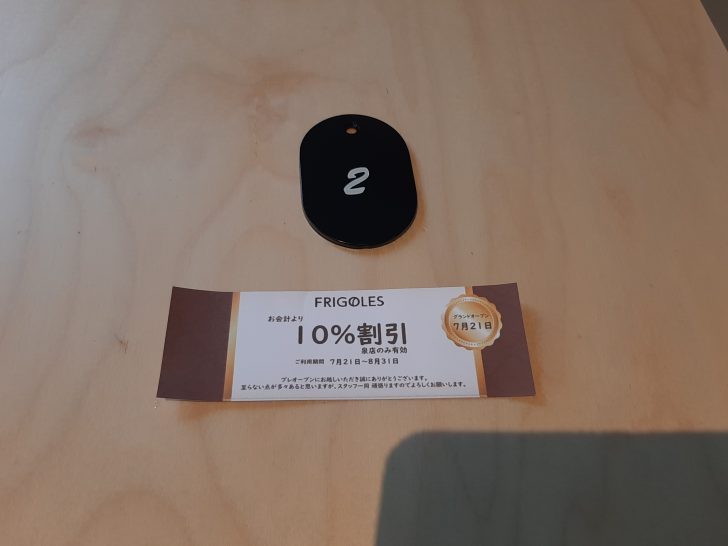 2
FRIGOLES
お会計より
10%割引
泉店のみ有効
ご利用期間 7月21日~8月31日
グランドオープン
7月21日
プレオープンにお越しいただき誠にありがとうございます。
至らない点が多々あると思いますが、スタッフ一同 頑張りますのでよろしくお願いします。